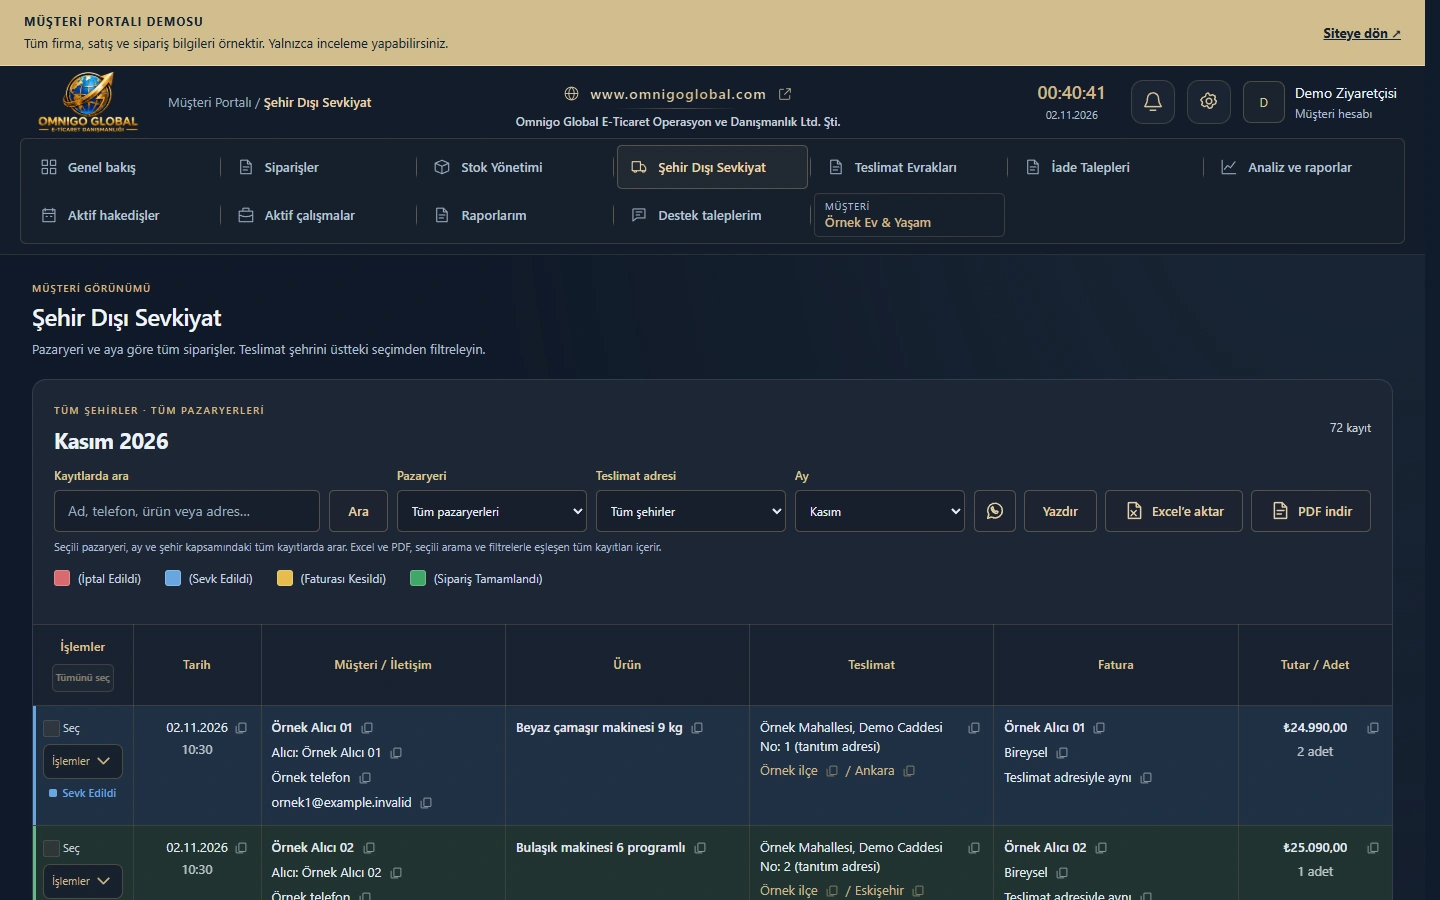 MÜŞTERİ PORTALI DEMOSU
Tüm firma, satış ve sipariş bilgileri örnektir. Yalnızca inceleme yapabilirsiniz.
Siteye dön ↗
OMNIGO GLOBAL
E-TİCARET DANIŞMANLIĞI
Müşteri Portalı / Şehir Dışı Sevkiyat
www.omnigoglobal.com
Omnigo Global E-Ticaret Operasyon ve Danışmanlık Ltd. Şti.
00:40:41
02.11.2026
D
Demo Ziyaretçisi
Müşteri hesabı
Genel bakış
Siparişler
Stok Yönetimi
Şehir Dışı Sevkiyat
Teslimat Evrakları
İade Talepleri
Analiz ve raporlar
Aktif hakedişler
Aktif çalışmalar
Raporlarım
Destek taleplerim
MÜŞTERİ
Örnek Ev & Yaşam
MÜŞTERİ GÖRÜNÜMÜ
Şehir Dışı Sevkiyat
Pazaryeri ve aya göre tüm siparişler. Teslimat şehrini üstteki seçimden filtreleyin.
TÜM ŞEHİRLER · TÜM PAZARYERLERİ
Kasım 2026
72 kayıt
Kayıtlarda ara
Pazaryeri
Teslimat adresi
Ay
Ad, telefon, ürün veya adres...
Ara
Tüm pazaryerleri
Tüm şehirler
Kasım
Yazdır
Excel'e aktar
PDF indir
Seçili pazaryeri, ay ve şehir kapsamındaki tüm kayıtlarda arar. Excel ve PDF, seçili arama ve filtrelerle eşleşen tüm kayıtları içerir.
(İptal Edildi)
(Sevk Edildi)
(Faturası Kesildi)
(Sipariş Tamamlandı)
İşlemler
Tümünü seç
Tarih
Müşteri / İletişim
Ürün
Teslimat
Fatura
Tutar / Adet
Seç
İşlemler
Sevk Edildi
02.11.2026
10:30
Örnek Alıcı 01
Alıcı: Örnek Alıcı 01
Örnek telefon
ornek1@example.invalid
Beyaz çamaşır makinesi 9 kg
Örnek Mahallesi, Demo Caddesi
No: 1 (tanıtım adresi)
Örnek ilçe / Ankara
Örnek Alıcı 01
Bireysel
Teslimat adresiyle aynı
₺24.990,00
2 adet
Seç
İşlemler
02.11.2026
10:30
Örnek Alıcı 02
Alıcı: Örnek Alıcı 02
Örnek telefon
Bulaşık makinesi 6 programlı
Örnek Mahallesi, Demo Caddesi
No: 2 (tanıtım adresi)
Örnek ilçe / Eskişehir
Örnek Alıcı 02
Bireysel
Teslimat adresiyle aynı
₺25.090,00
1 adet